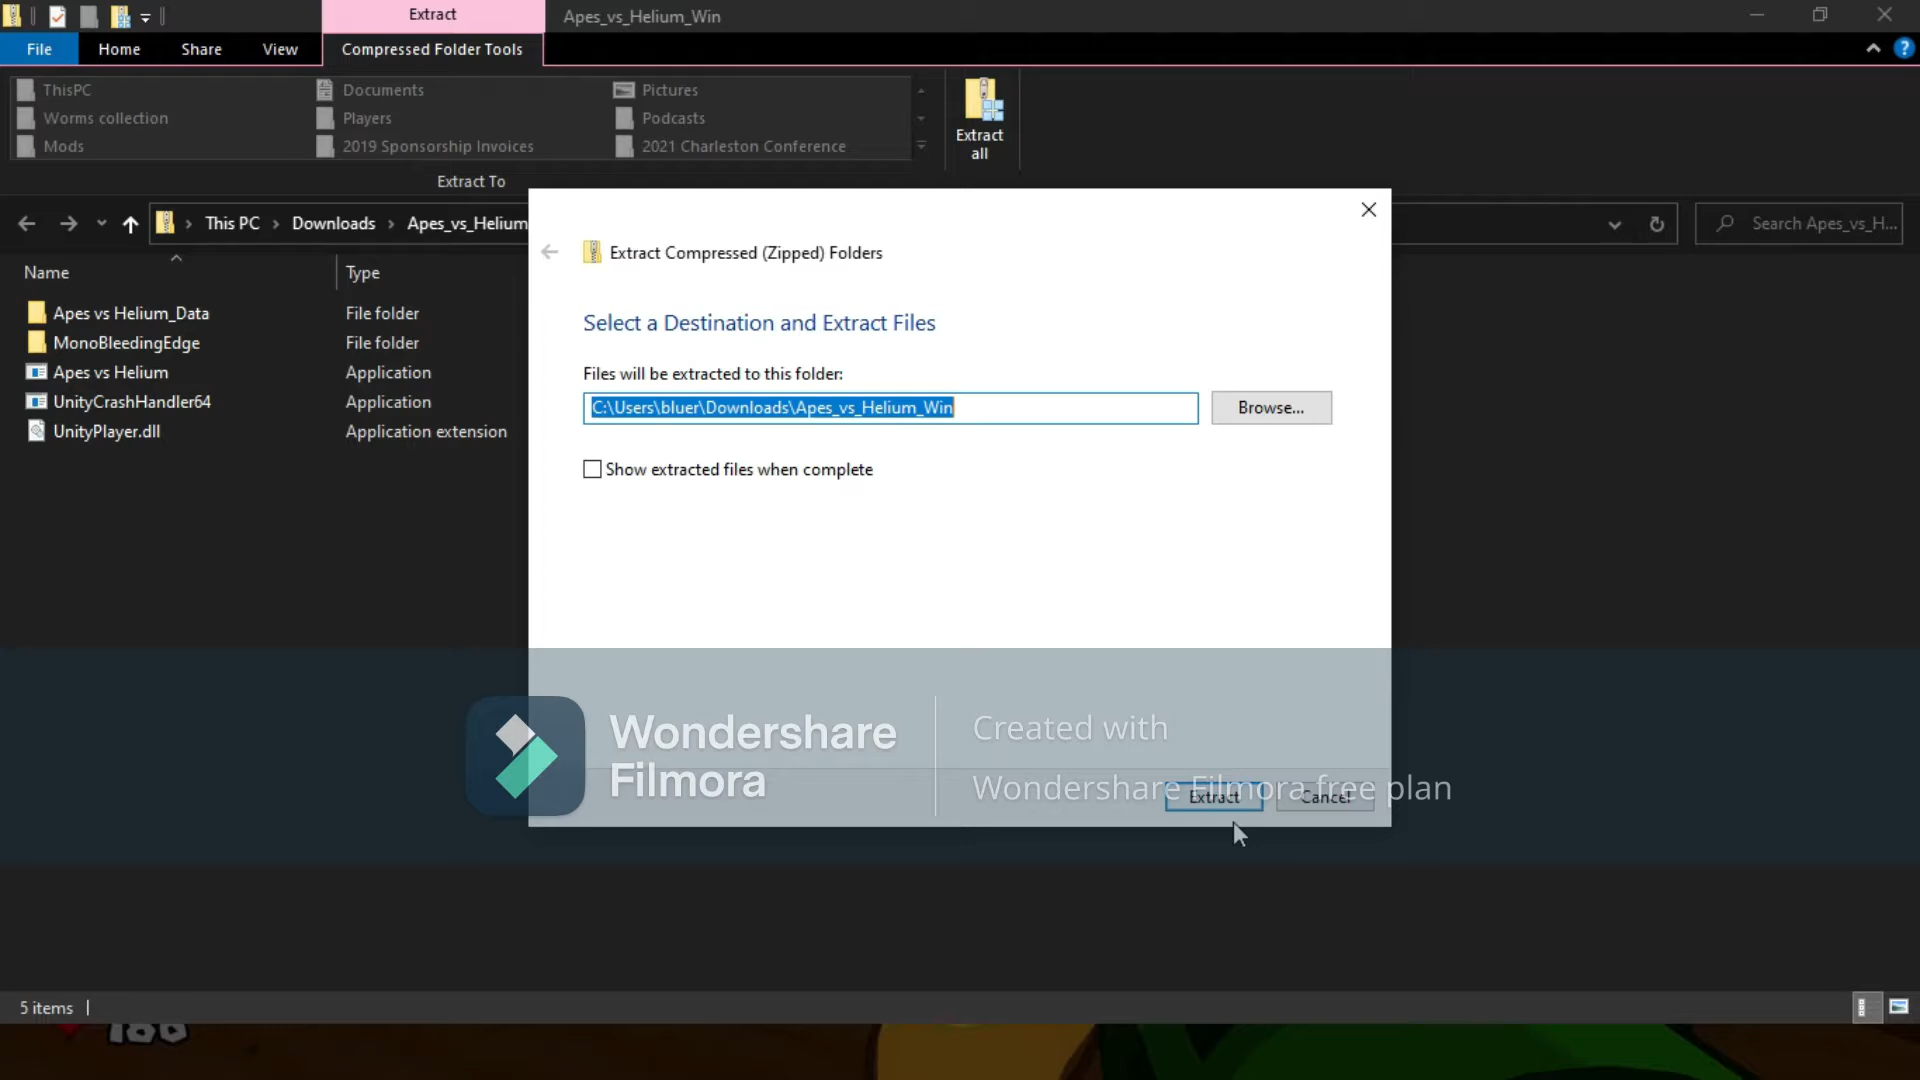 Extract
Apes_vs_Helium_Win
File
Home
Share
View
Compressed Folder Tools
ThisPC
Documents
Pictures
Worms collection
Players
Podcasts
Mods
2019 Sponsorship Invoices
2021 Charleston Conference
Extract
all
Extract To
This PC
Downloads
Apes_vs_Helium
Search Apes_vs_H...
Name
Type
Apes vs Helium_Data
File folder
MonoBleedingEdge
File folder
Apes vs Helium
Application
UnityCrashHandler64
Application
UnityPlayer.dll
Application extension
Extract Compressed (Zipped) Folders
Select a Destination and Extract Files
Files will be extracted to this folder:
C:\Users\bluer\Downloads\Apes_vs_Helium_Win
Browse...
Show extracted files when complete
Wondershare
Filmora
Created with
Wondershare Filmora free plan
Extract
Cancel
5 items
186